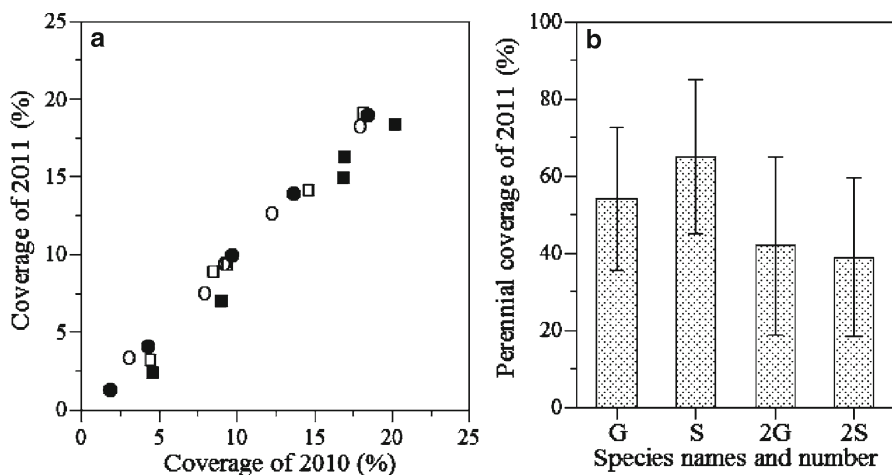 a
25
20
15
10
5
0
Coverage of 2011 (%)
0 5 10 15 20 25
Coverage of 2010 (%)
b
100
80
60
40
20
0
Perennial coverage of 2011 (%)
G S 2G 2S
Species names and number